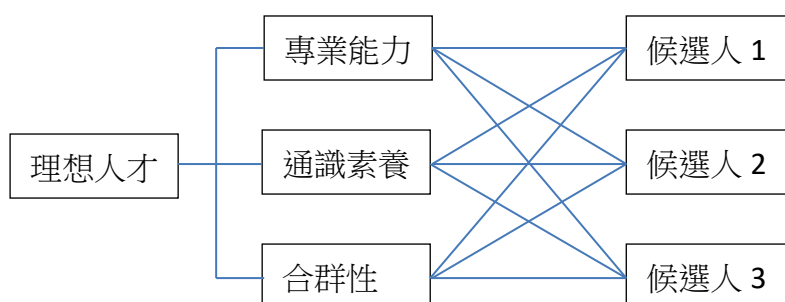 專業能力
候選人 1
理想人才
通識素養
候選人 2
合群性
候選人 3